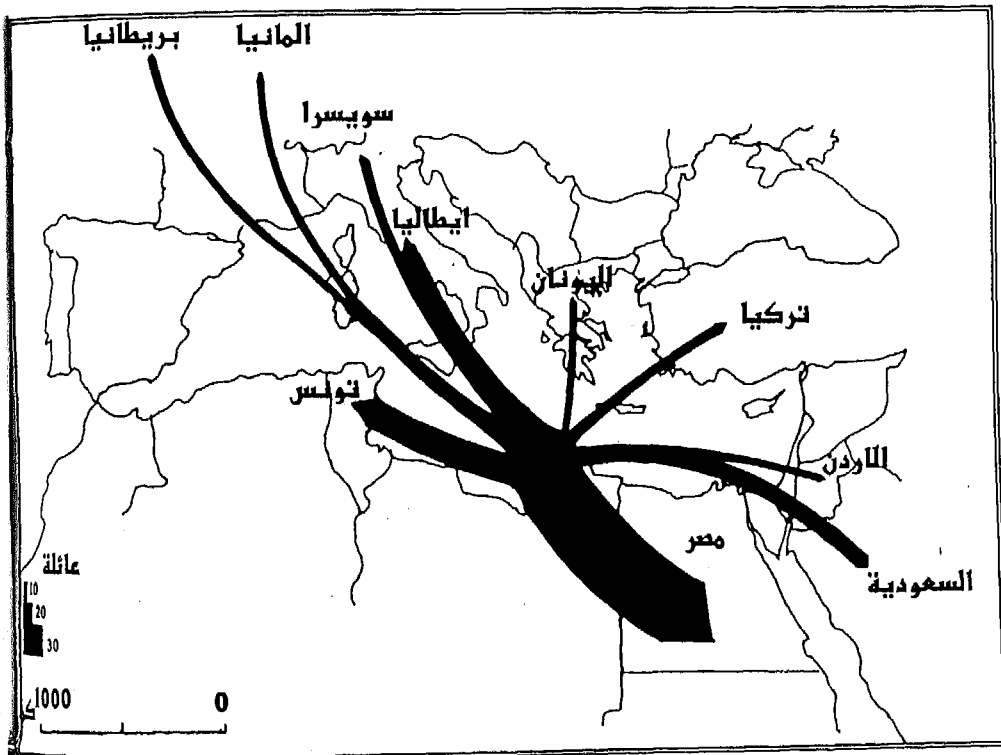 بريطانيا
المانيا
سويسرا
ايطاليا
اليونان
تركيا
تونس
الاردن
مصر
السعودية
عائلة
10
20
30
1000 0